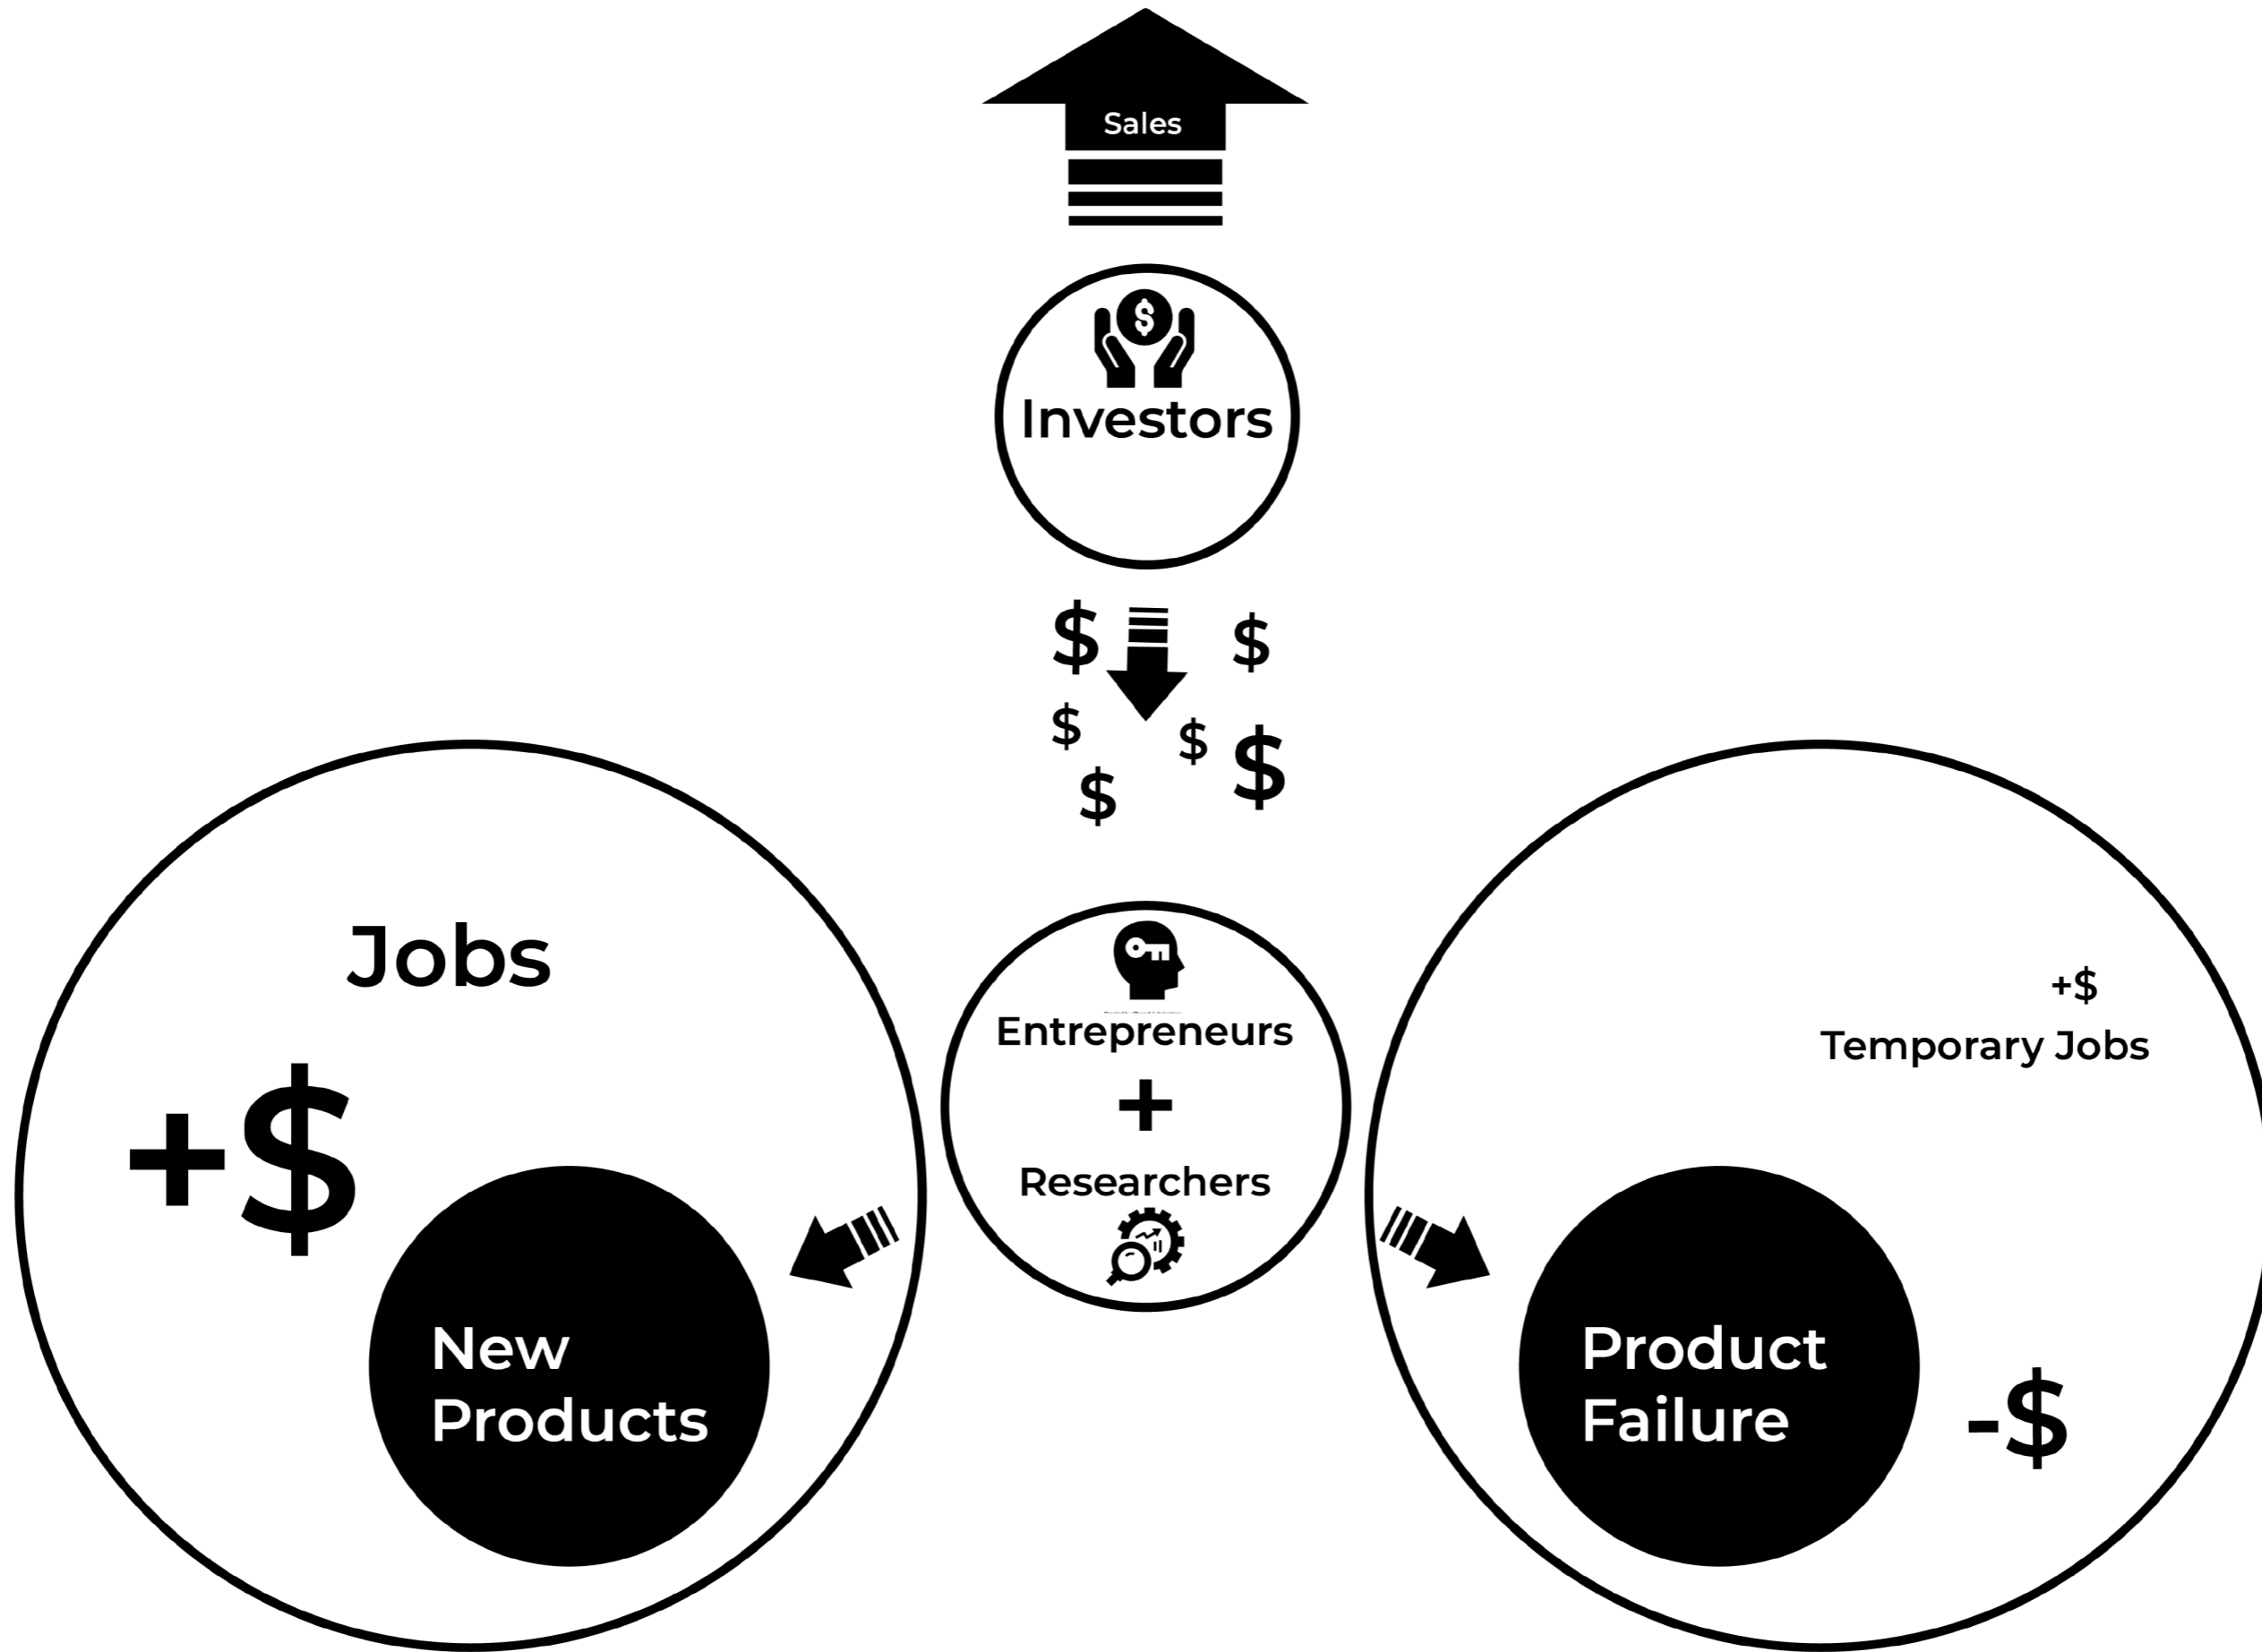 Sales
$
Investors
$ $
$ $ $
$
Jobs
+$
New
Products
Entrepreneurs
+
Researchers
+$
Temporary Jobs
Product
Failure
-$